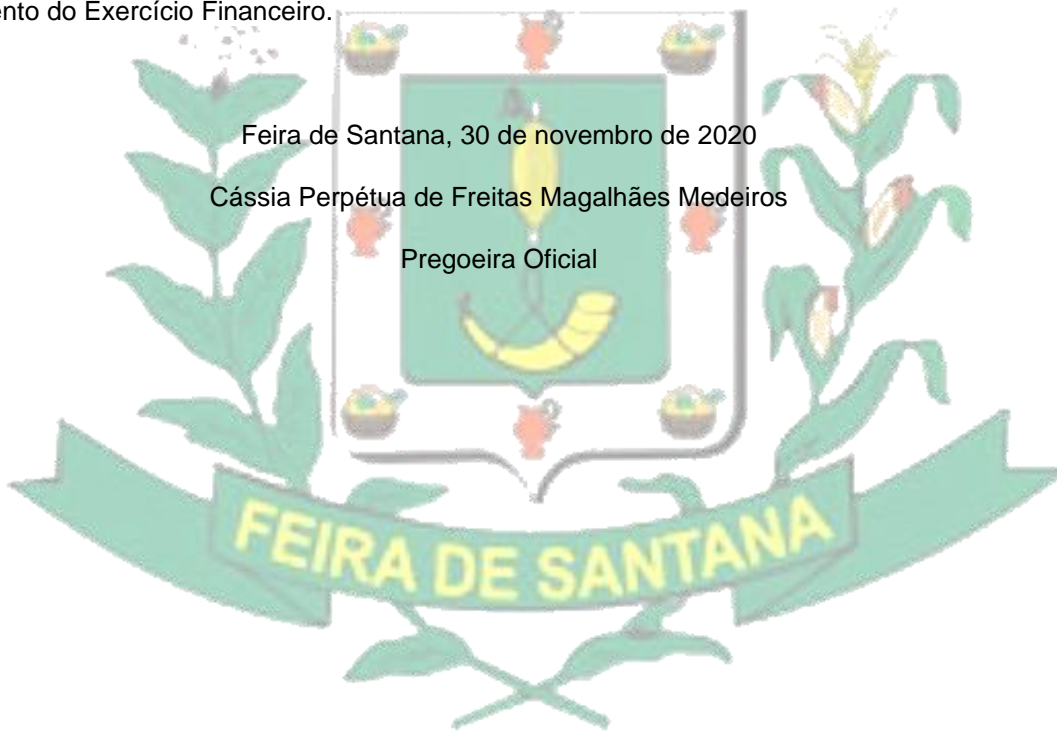 ento do Exercício Financeiro.
Feira de Santana, 30 de novembro de 2020
Cássia Perpétua de Freitas Magalhães Medeiros
Pregoeira Oficial
FEIRA DE SANTANA